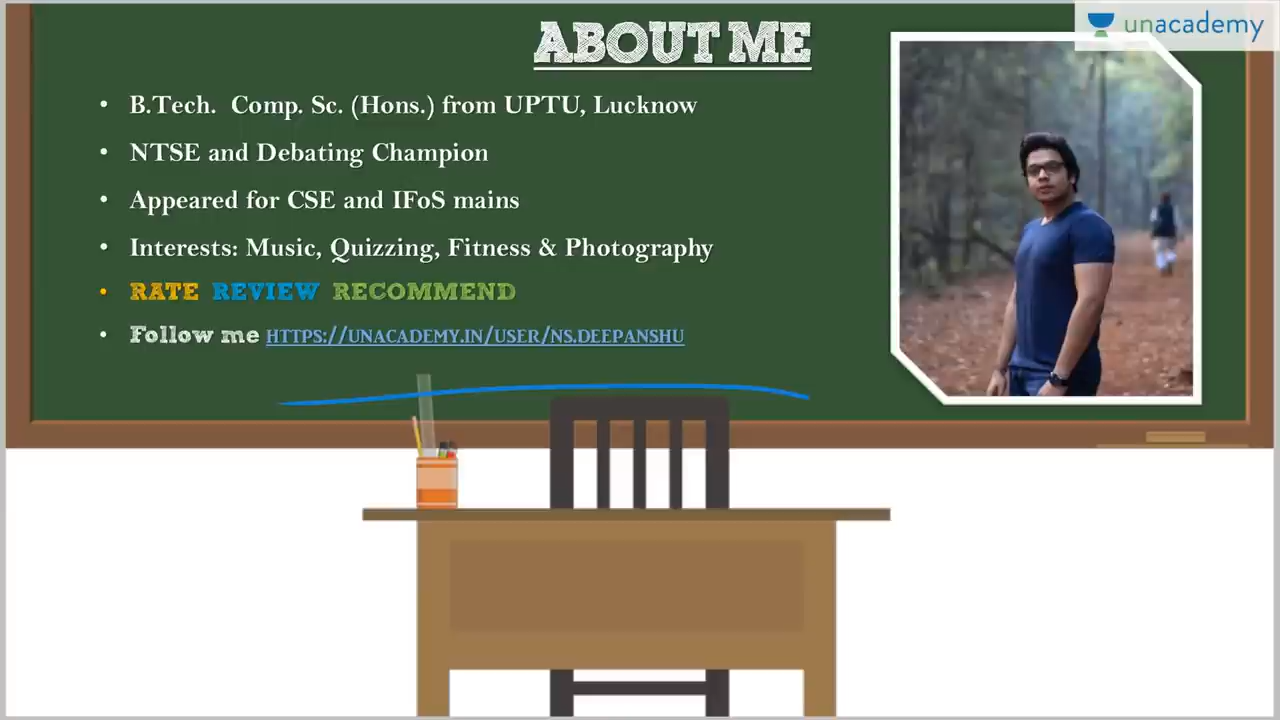 unacademy
ABOUT ME
• B.Tech. Comp. Sc. (Hons.) from UPTU, Lucknow
• NTSE and Debating Champion
• Appeared for CSE and IFoS mains
• Interests: Music, Quizzing, Fitness & Photography
• RATE REVIEW RECOMMEND
• Follow me HTTPS://UNACADEMY.IN/USER/NS.DEEPANSHU